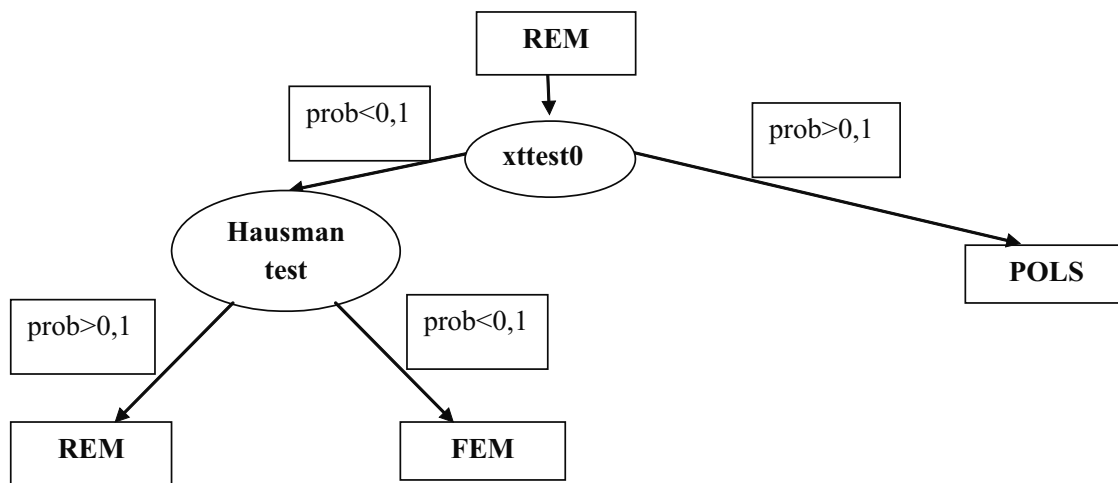 REM
prob<0,1
prob>0,1
xttest0
Hausman
test
POLS
prob>0,1
prob<0,1
REM
FEM